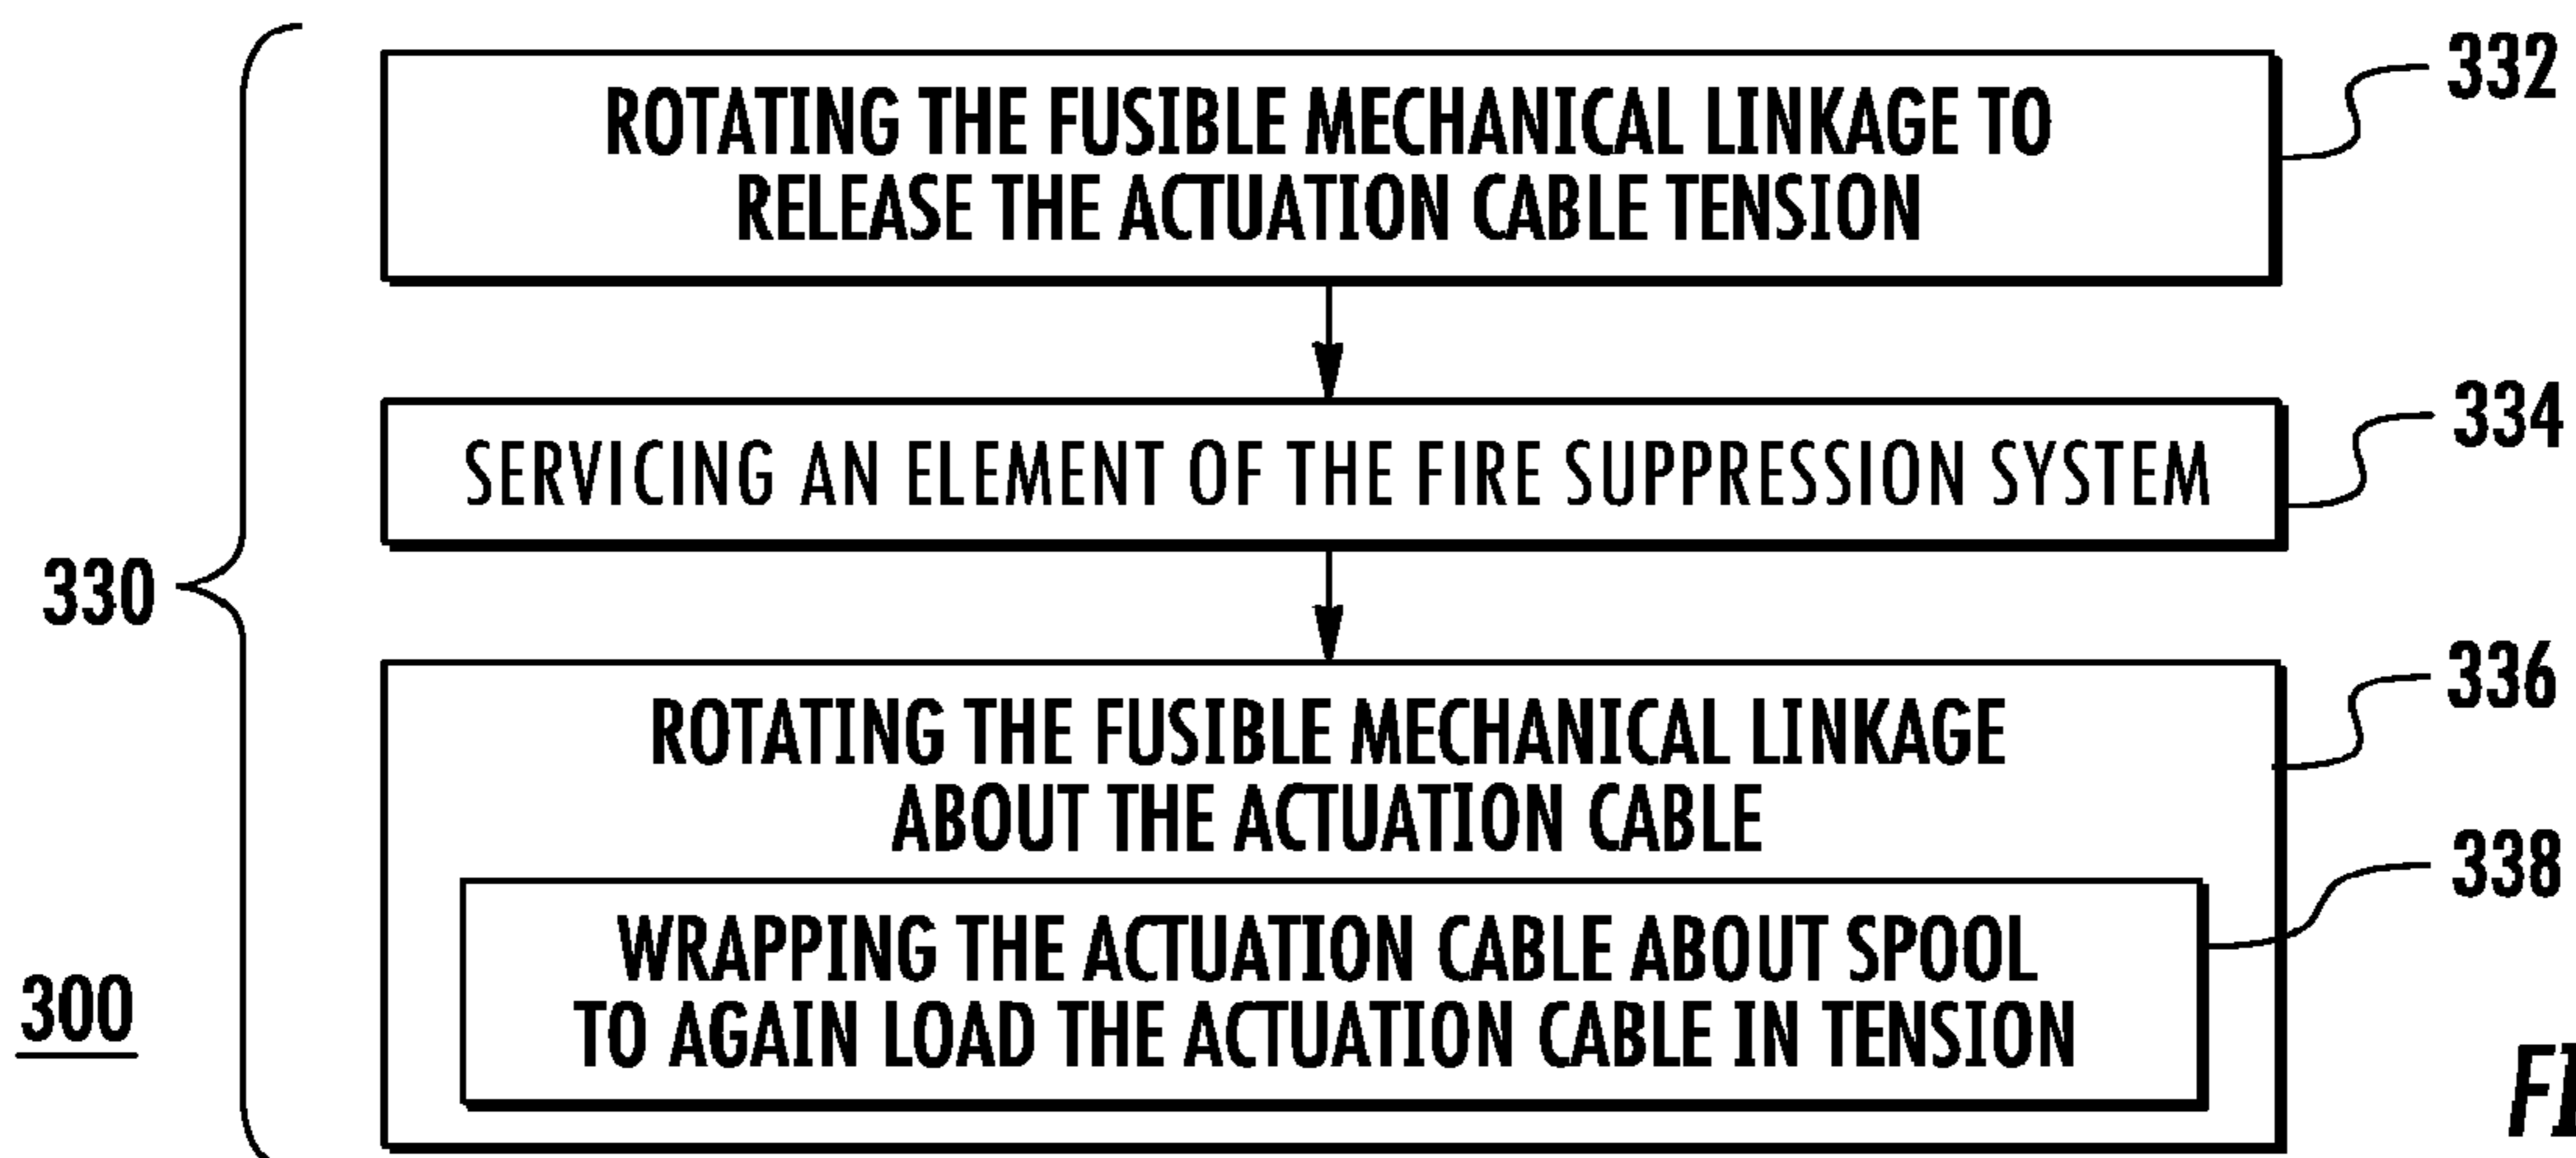 ROTATING THE FUSIBLE MECHANICAL LINKAGE TO
RELEASE THE ACTUATION CABLE TENSION
332
SERVICING AN ELEMENT OF THE FIRE SUPPRESSION SYSTEM
334
330
ROTATING THE FUSIBLE MECHANICAL LINKAGE
ABOUT THE ACTUATION CABLE
336
WRAPPING THE ACTUATION CABLE ABOUT SPOOL
TO AGAIN LOAD THE ACTUATION CABLE IN TENSION
338
300